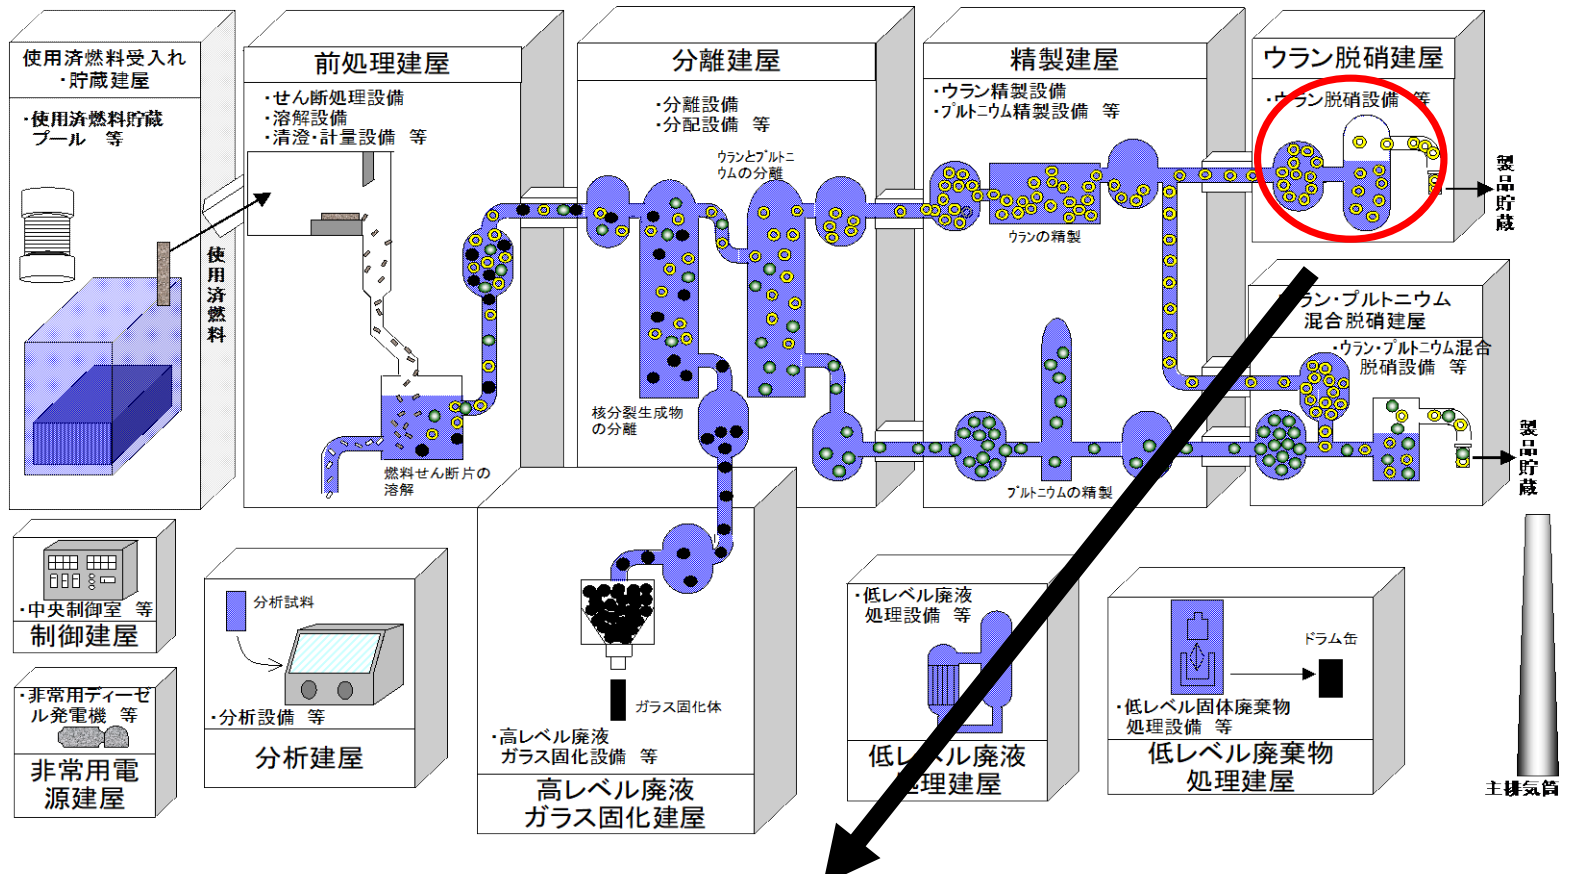 使用済燃料受入れ
・貯蔵建屋
・使用済燃料貯蔵
プール 等
使用済燃料
前処理建屋
・せん断処理設備
・溶解設備
・清澄・計量設備 等
燃料せん断片の
溶解
分離建屋
・分離設備
・分配設備 等
ウランとプルトニ
ウムの分離
核分裂生成物
の分離
精製建屋
・ウラン精製設備
・プルトニウム精製設備 等
ウランの精製
プルトニウムの精製
ウラン脱硝建屋
・ウラン脱硝設備 等
製品貯蔵
ラン・プルトニウム
混合脱硝建屋
・ウラン・プルトニウム混合
脱硝設備 等
製品貯蔵
・中央制御室 等
制御建屋
・非常用ディーゼ
ル発電機 等
非常用電
源建屋
分析試料
・分析設備 等
分析建屋
ガラス固化体
・高レベル廃液
ガラス固化設備 等
高レベル廃液
ガラス固化建屋
・低レベル廃液
処理設備 等
低レベル廃液
処理建屋
ドラム缶
・低レベル固体廃棄物
処理設備 等
低レベル廃棄物
処理建屋
主排気筒